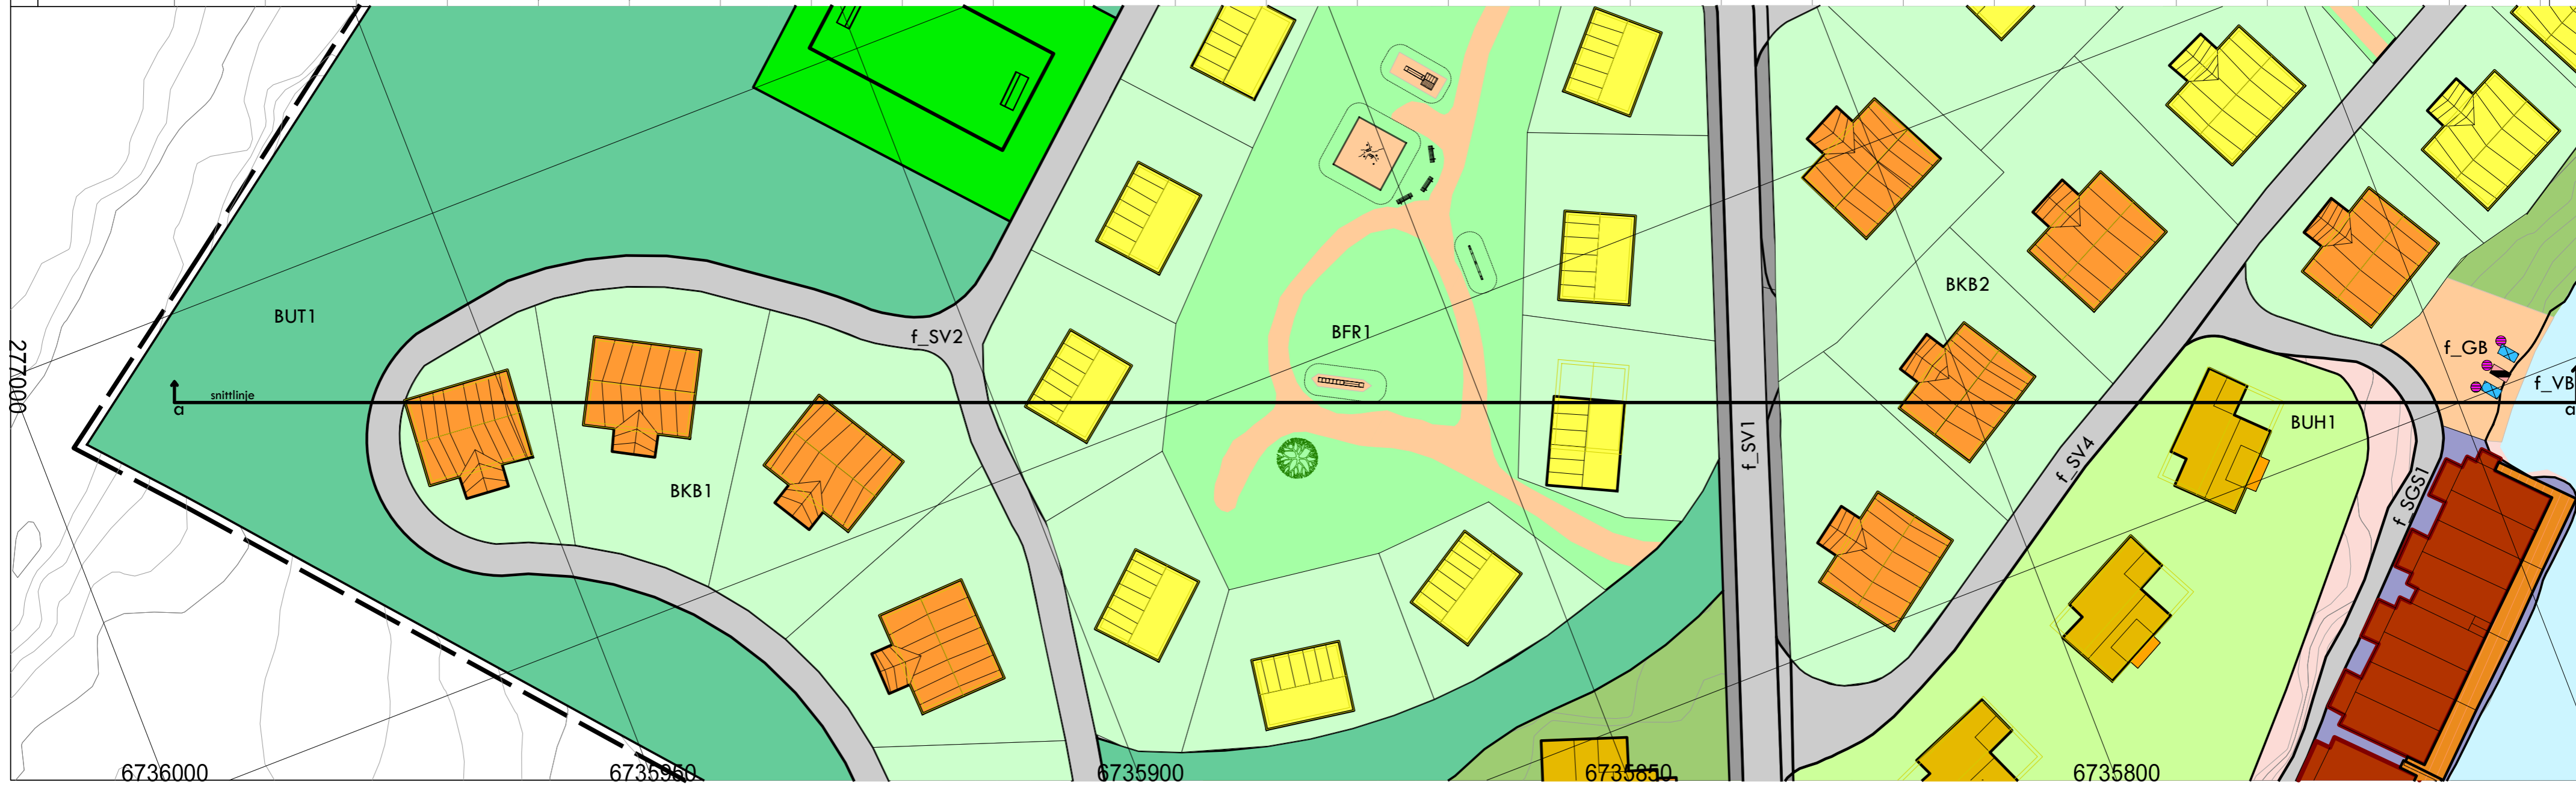 BUT1
f_SV2
BFR1
BKB2
f_GB
f_VB
277000
snittlinje
a
a
BUH1
f_SV1
f_SV4
f_SGS1
BKB1
6736000
6735950
6735900
6735850
6735800